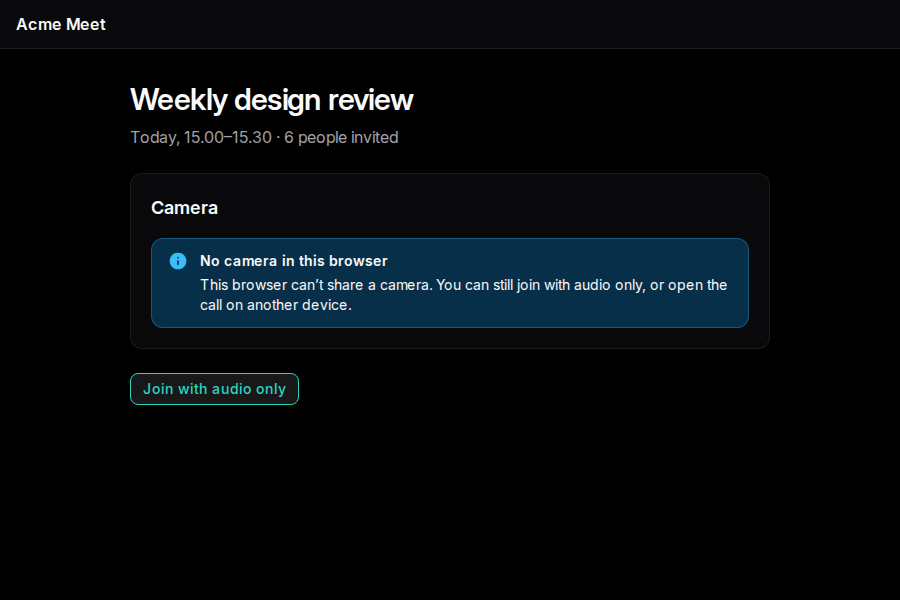 Acme Meet
Weekly design review
Today, 15.00–15.30 · 6 people invited
Camera
No camera in this browser
This browser can’t share a camera. You can still join with audio only, or open the
call on another device.
Join with audio only